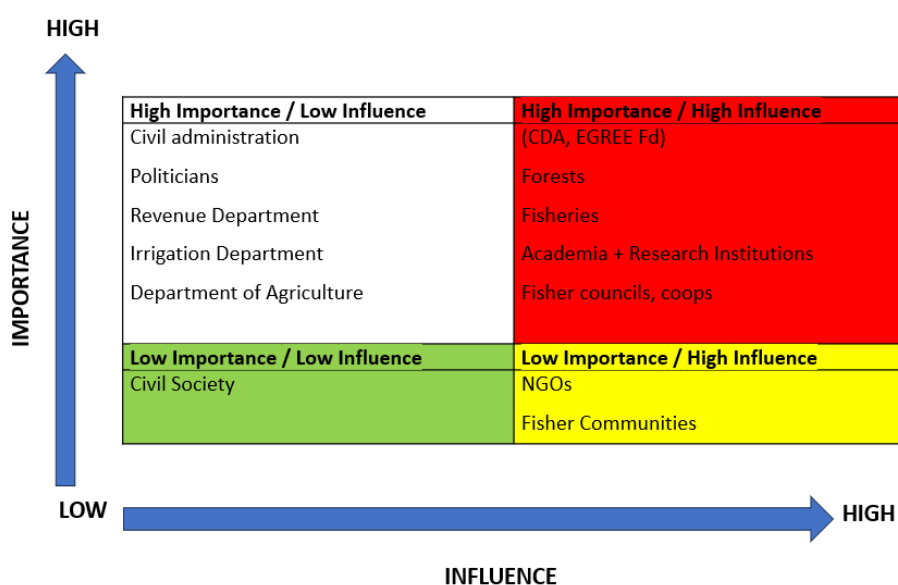 HIGH
High Importance / Low Influence
Civil administration
Politicians
Revenue Department
Irrigation Department
Department of Agriculture
High Importance / High Influence
(CDA, EGREE Fd)
Forests
Fisheries
Academia + Research Institutions
Fisher councils, coops
IMPORTANCE
Low Importance / Low Influence
Civil Society
Low Importance / High Influence
NGOs
Fisher Communities
LOW
HIGH
INFLUENCE